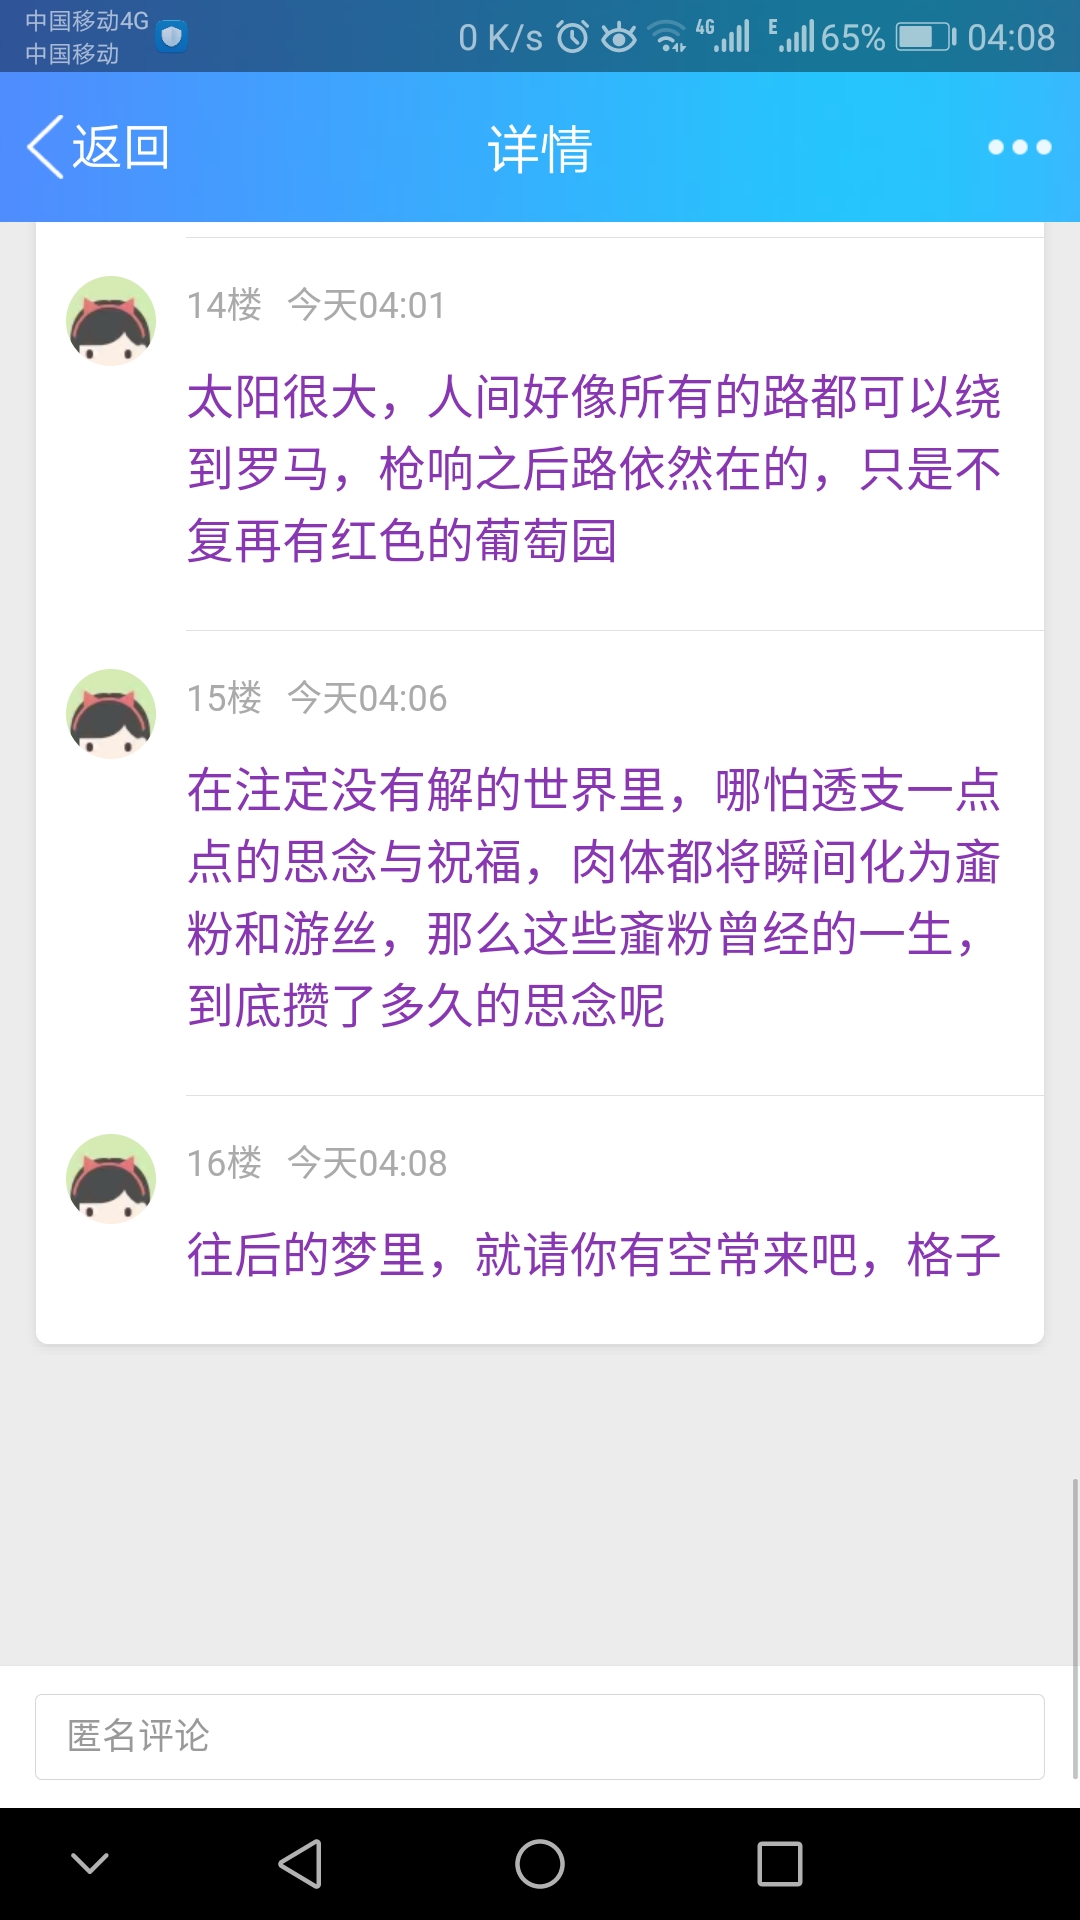 中国移动4G
中国移动
0 K/s 4G E 65% 04:08
返回 详情
14楼 今天04:01
太阳很大，人间好像所有的路都可以绕
到罗马，枪响之后路依然在的，只是不
复再有红色的葡萄园
15楼 今天04:06
在注定没有解的世界里，哪怕透支一点
点的思念与祝福，肉体都将瞬间化为齑
粉和游丝，那么这些齑粉曾经的一生，
到底攒了多久的思念呢
16楼 今天04:08
往后的梦里，就请你有空常来吧，格子
匿名评论